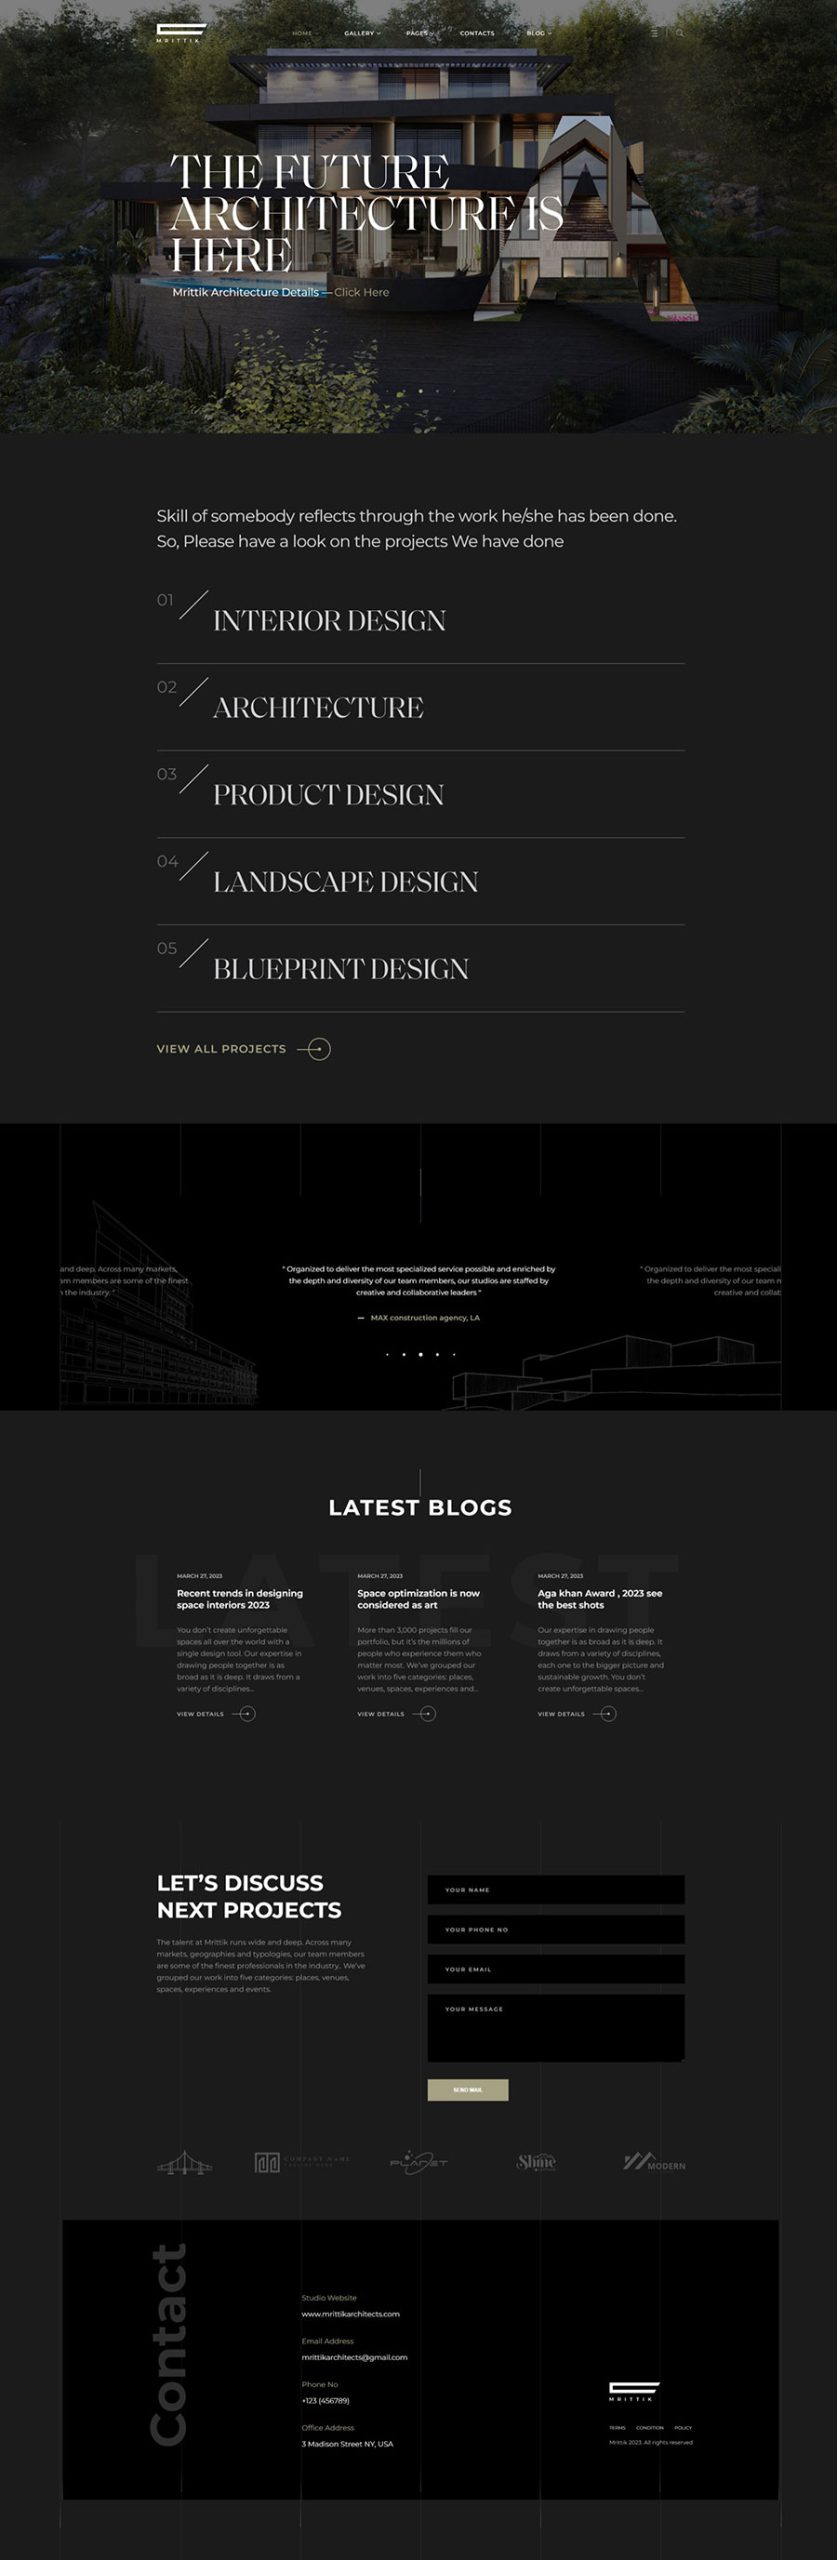 MRITTIK
HOME
GALLERY
PAGES
CONTACTS
BLOG
THE FUTURE
ARCHITECTURE IS
HERE
Mrittik Architecture Details — Click Here
Skill of somebody reflects through the work he/she has been done.
So, Please have a look on the projects We have done
01
INTERIOR DESIGN
02
ARCHITECTURE
03
PRODUCT DESIGN
04
LANDSCAPE DESIGN
05
BLUEPRINT DESIGN
VIEW ALL PROJECTS
and deep. Across many markets,
am members are some of the finest
n the industry. "
" Organized to deliver the most specialized service possible and enriched by
the depth and diversity of our team members, our studios are staffed by
creative and collaborative leaders "
— MAX construction agency, LA
" Organized to deliver the most speciali
the depth and diversity of our team n
creative and collab
LATEST BLOGS
LATEST
MARCH 27, 2023
Recent trends in designing
space interiors 2023
You don't create unforgettable
spaces all over the world with a
single design tool. Our expertise in
drawing people together is as
broad as it is deep. It draws from a
variety of disciplines...
VIEW DETAILS
MARCH 27, 2023
Space optimization is now
considered as art
More than 3,000 projects fill our
portfolio, but it's the millions of
people who experience them who
matter most. We've grouped our
work into five categories: places,
venues, spaces, experiences and...
VIEW DETAILS
MARCH 27, 2023
Aga khan Award , 2023 see
the best shots
Our expertise in drawing people
together is as broad as it is deep. It
draws from a variety of disciplines,
each one to the bigger picture and
sustainable growth. You don't
create unforgettable spaces...
VIEW DETAILS
LET'S DISCUSS
NEXT PROJECTS
The talent at Mrittik runs wide and deep. Across many
markets, geographies and typologies, our team members
are some of the finest professionals in the industry.. We've
grouped our work into five categories: places, venues,
spaces, experiences and events.
YOUR NAME
YOUR PHONE NO
YOUR EMAIL
YOUR MESSAGE
SEND MAIL
COMPANY NAME
PLANET
Shine
MODERN
Contact
Studio Website
www.mrittikarchitects.com
Email Address
mrittikarchitects@gmail.com
Phone No
+123 (456789)
Office Address
3 Madison Street NY, USA
MRITTIK
TERMS
CONDITION
POLICY
Mrittik 2023. All rights reserved